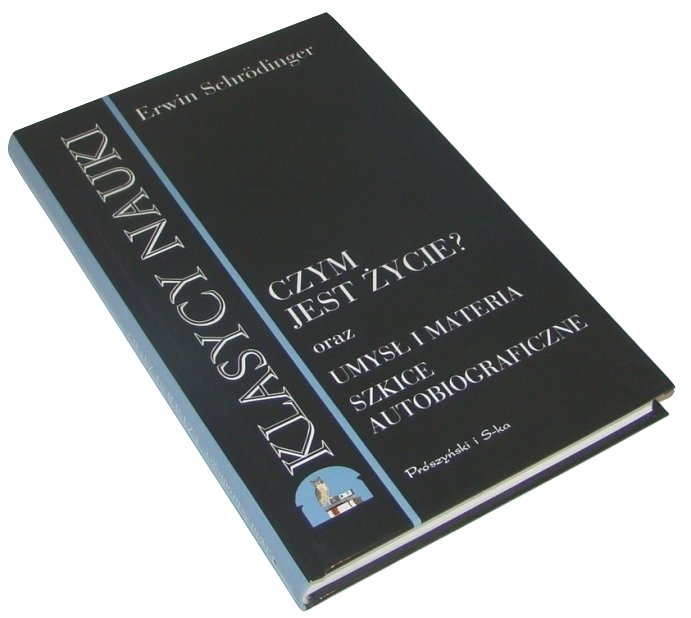 Erwin Schrödinger
KLASYCY NAUKI
CZYM
JEST ŻYCIE?
oraz
UMYSŁ I MATERIA
SZKICE
AUTOBIOGRAFICZNE
Prószyński i S-ka